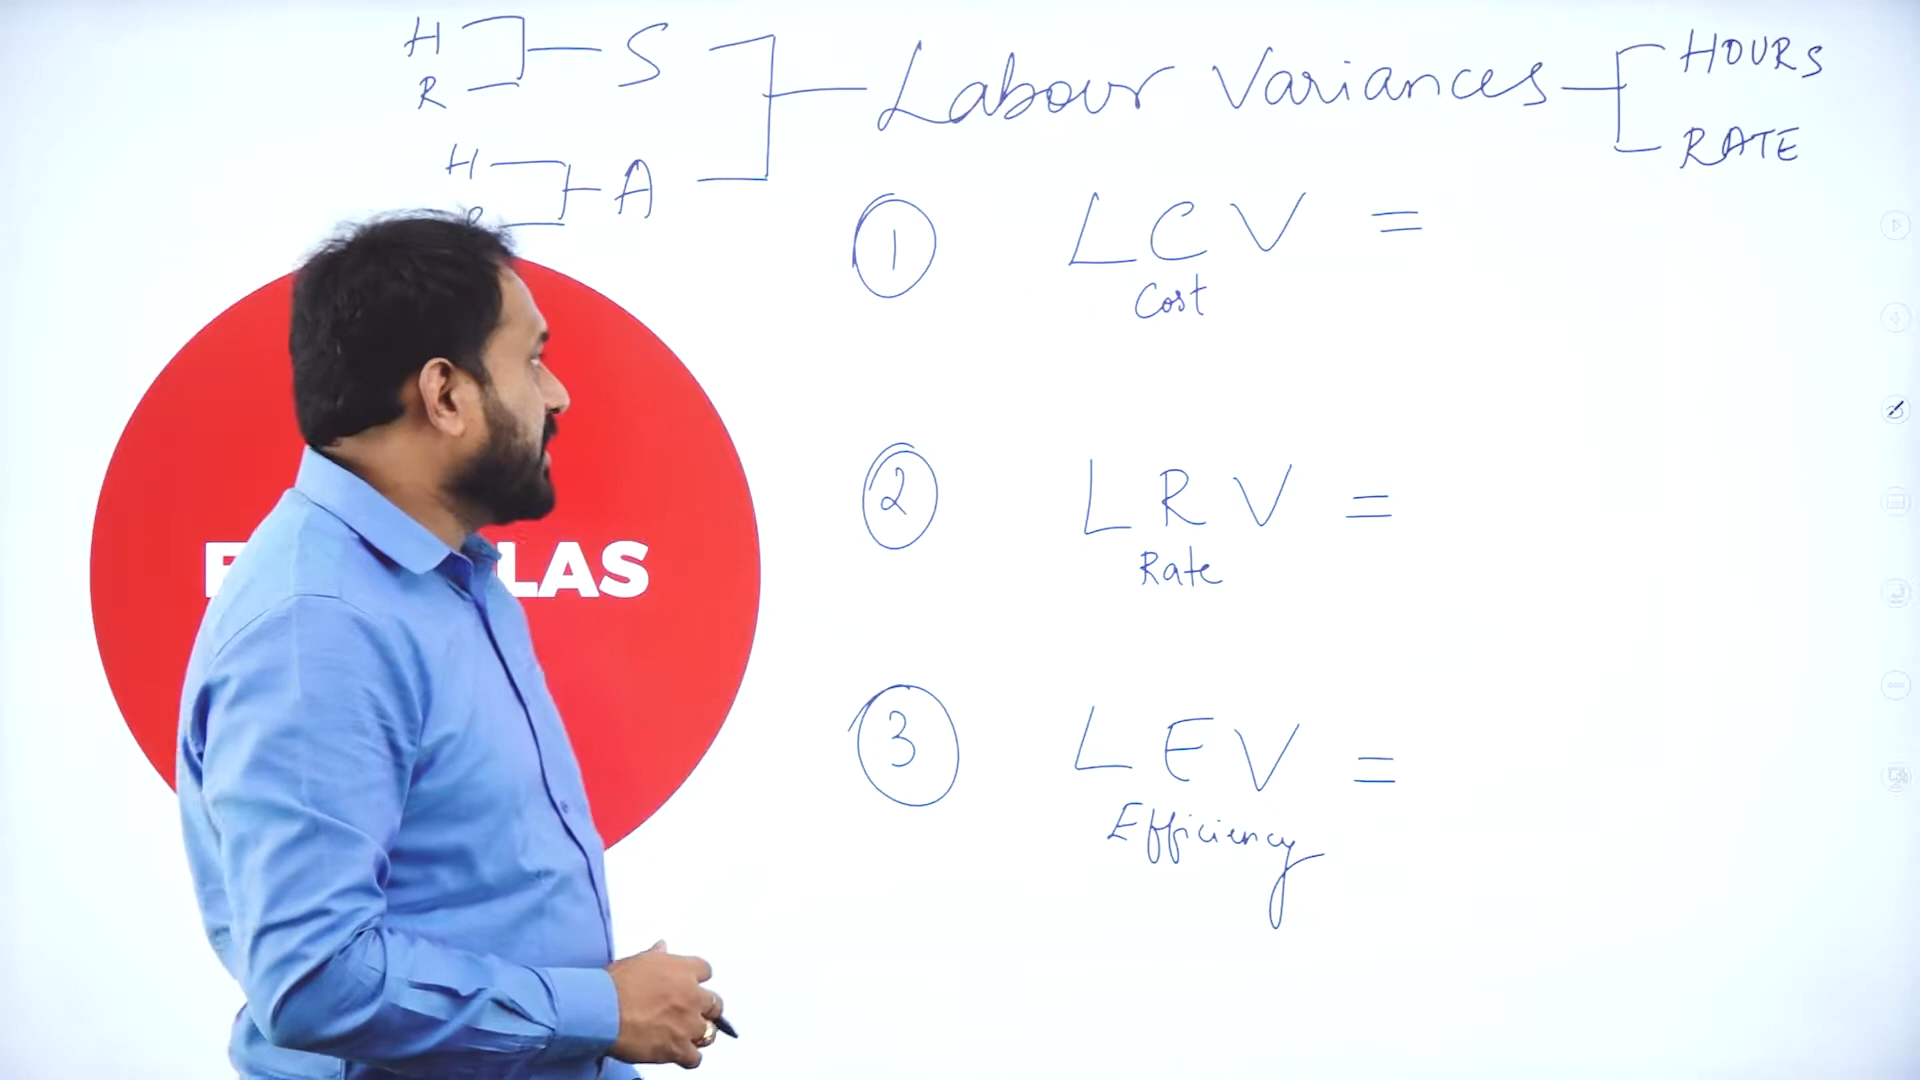 H
R
S
H
A
Labour Variances
HOURS
RATE
1 LCV =
Cost
2 LRV =
Rate
3 LEV =
Efficiency
LAS